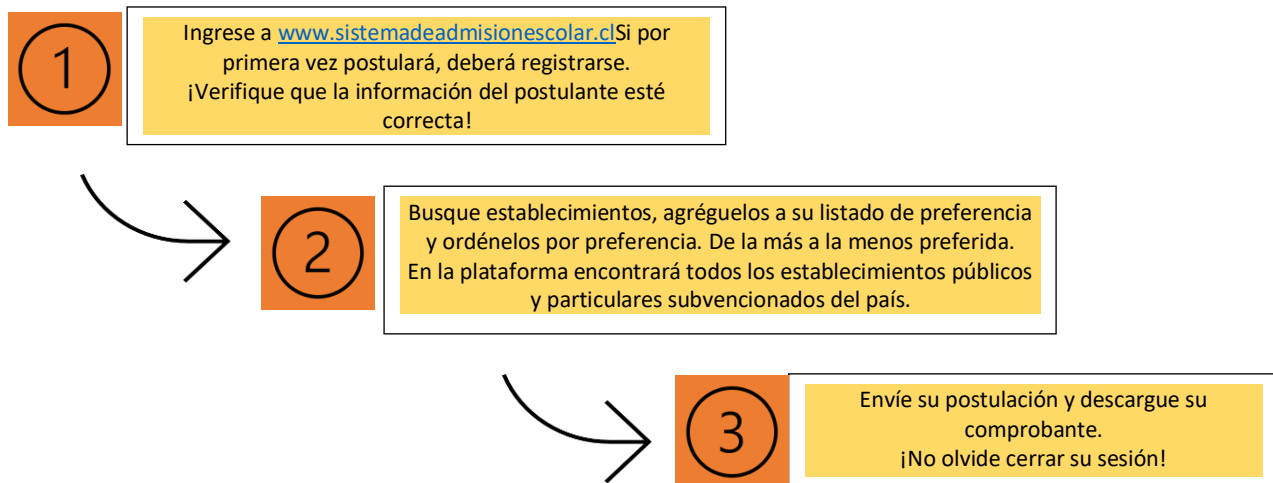 1
Ingrese a www.sistemadeadmisionescolar.clSi por
primera vez postulará, deberá registrarse.
¡Verifique que la información del postulante esté
correcta!
2
Busque establecimientos, agréguelos a su listado de preferencia
y ordénelos por preferencia. De la más a la menos preferida.
En la plataforma encontrará todos los establecimientos públicos
y particulares subvencionados del país.
3
Envíe su postulación y descargue su
comprobante.
¡No olvide cerrar su sesión!